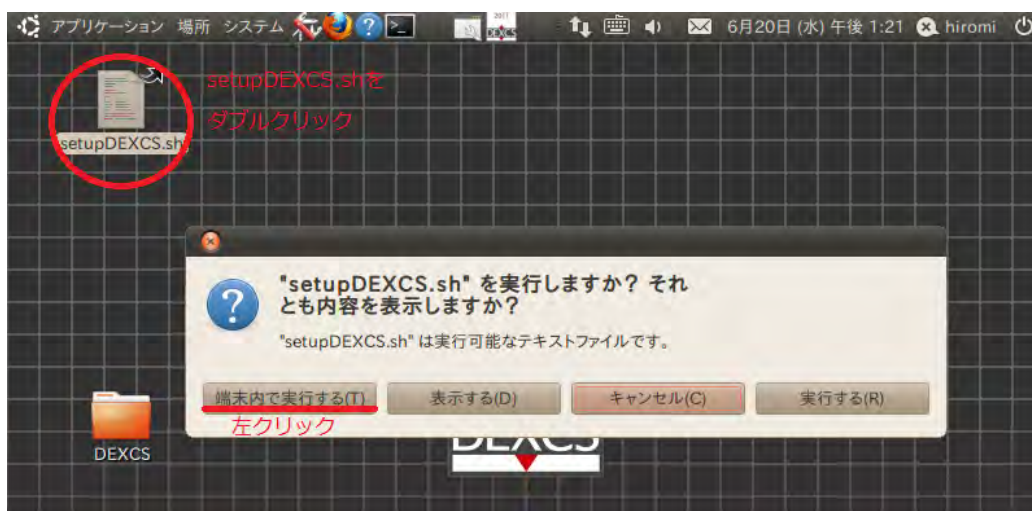 アプリケーション 場所 システム 6月20日 (水) 午後 1:21 hiromi
2011
DEXCS
setupDEXCS.shを
ダブルクリック
setupDEXCS.sh
"setupDEXCS.sh" を実行しますか? それ
とも内容を表示しますか?
"setupDEXCS.sh" は実行可能なテキストファイルです。
端末内で実行する(T) 表示する(D) キャンセル(C) 実行する(R)
左クリック
DEXCS
DEXCS